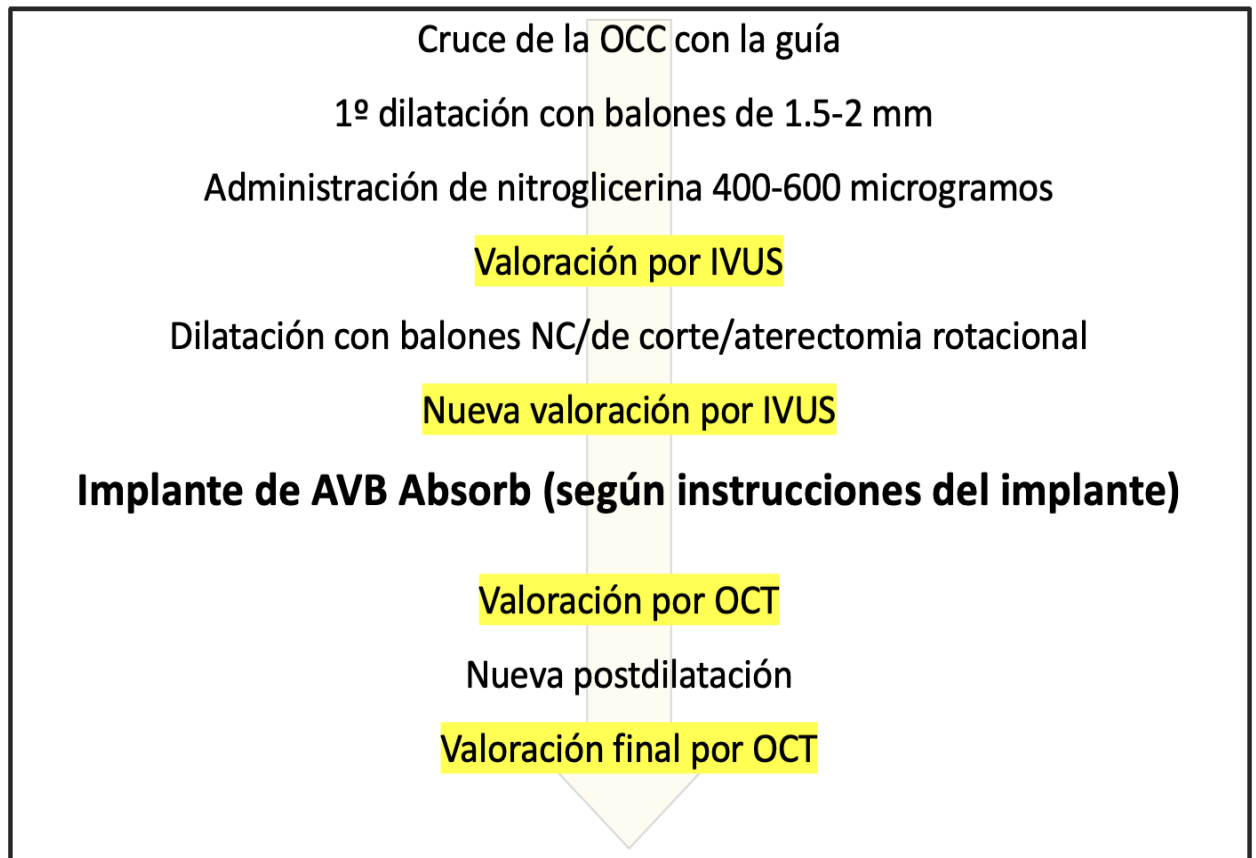 Cruce de la OCC con la guía
1º dilatación con balones de 1.5-2 mm
Administración de nitroglicerina 400-600 microgramos
Valoración por IVUS
Dilatación con balones NC/de corte/aterectomia rotacional
Nueva valoración por IVUS
Implante de AVB Absorb (según instrucciones del implante)
Valoración por OCT
Nueva postdilatación
Valoración final por OCT